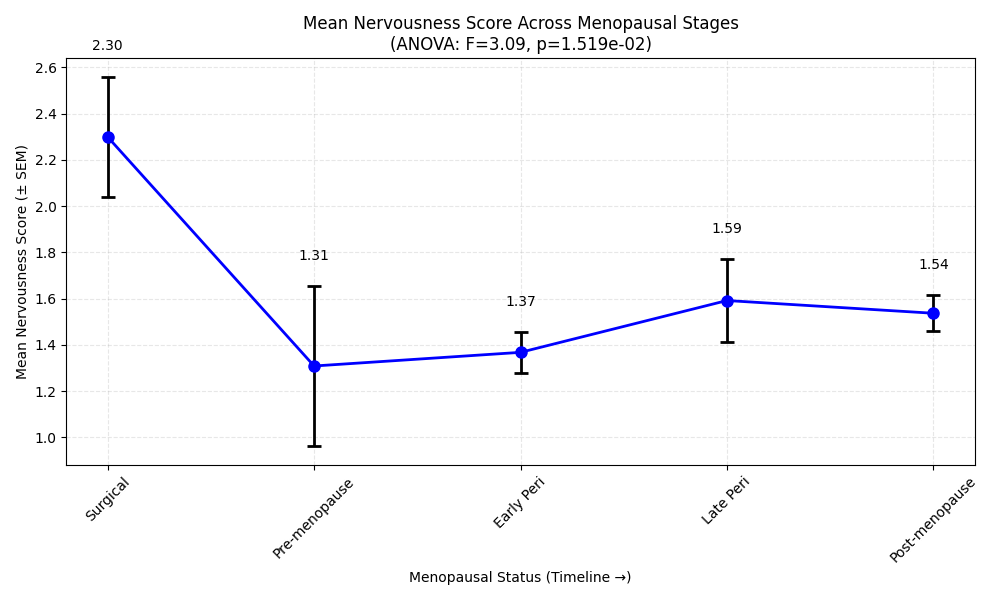 Mean Nervousness Score Across Menopausal Stages
(ANOVA: F=3.09, p=1.519e-02)
2.30
1.31
1.37
1.59
1.54
Mean Nervousness Score (± SEM)
2.6
2.4
2.2
2.0
1.8
1.6
1.4
1.2
1.0
Surgical
Pre-menopause
Early Peri
Late Peri
Post-menopause
Menopausal Status (Timeline →)